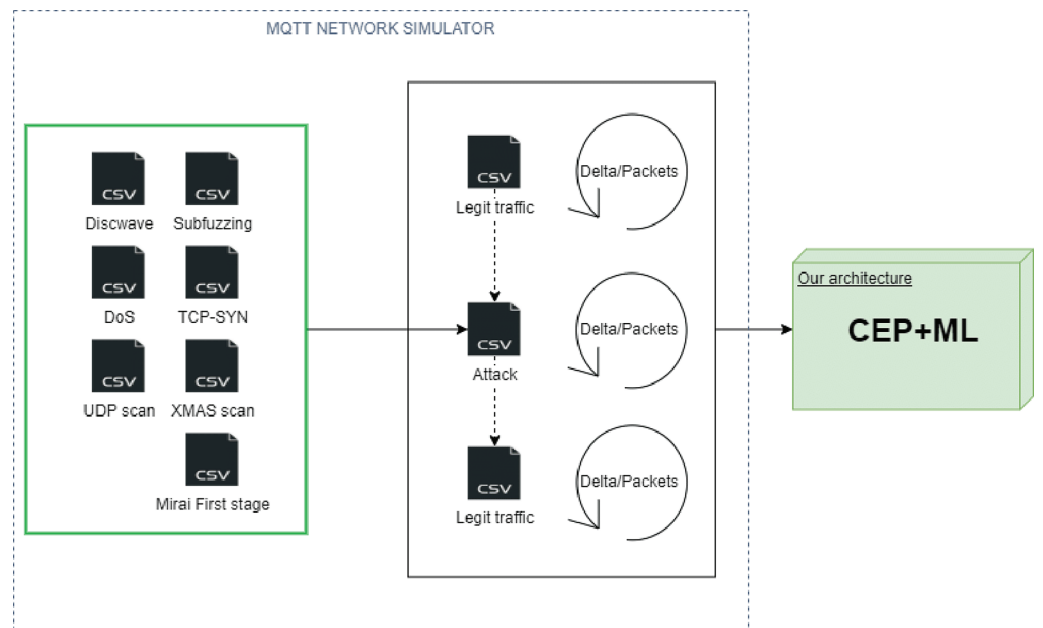 MQTT NETWORK SIMULATOR
CSV
CSV
Discwave
Subfuzzing
CSV
CSV
DoS
TCP-SYN
CSV
CSV
UDP scan
XMAS scan
CSV
Mirai First stage
CSV
Legit traffic
Delta/Packets
CSV
Attack
Delta/Packets
CSV
Legit traffic
Delta/Packets
Our architecture
CEP+ML